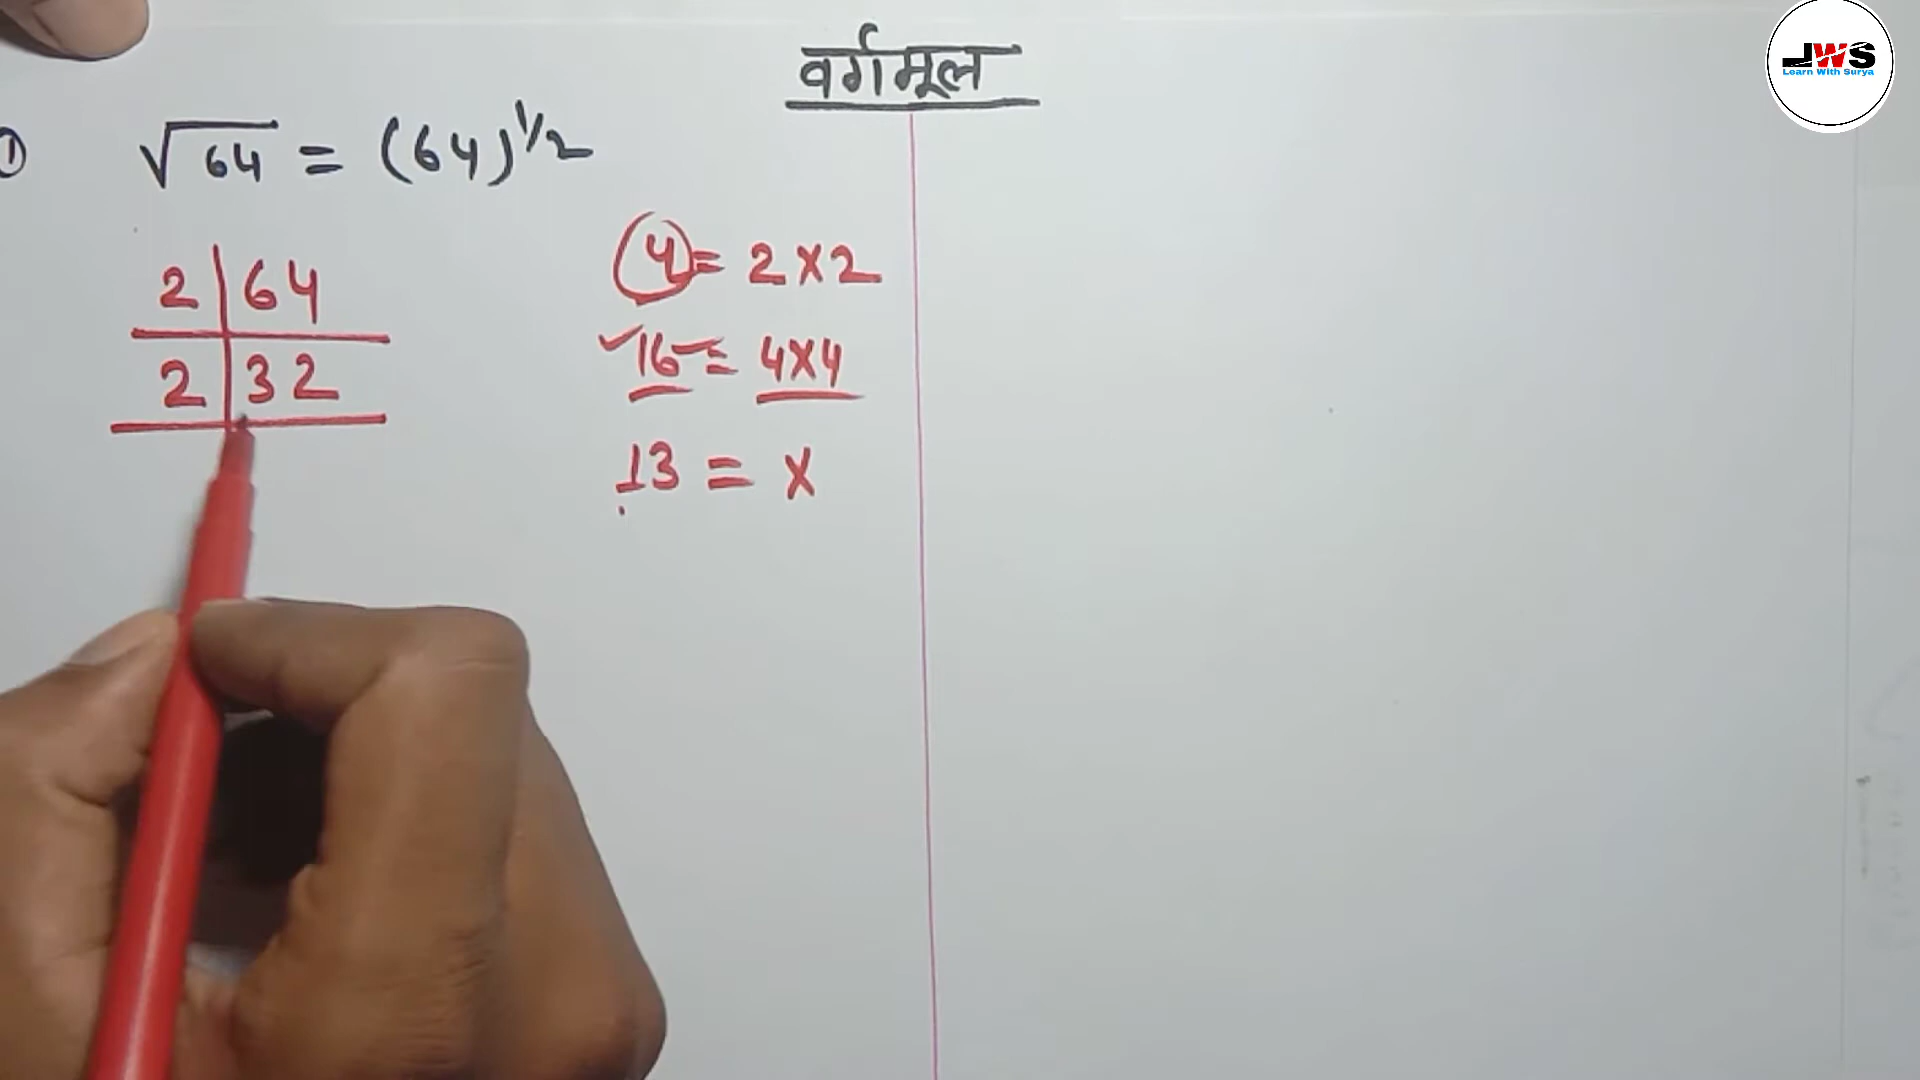 वर्गमूल
JWS
Learn With Surya
① √64 = (64)^1/2
2 | 64
2 | 32
4 = 2×2
✓16 = 4×4
13 = ×